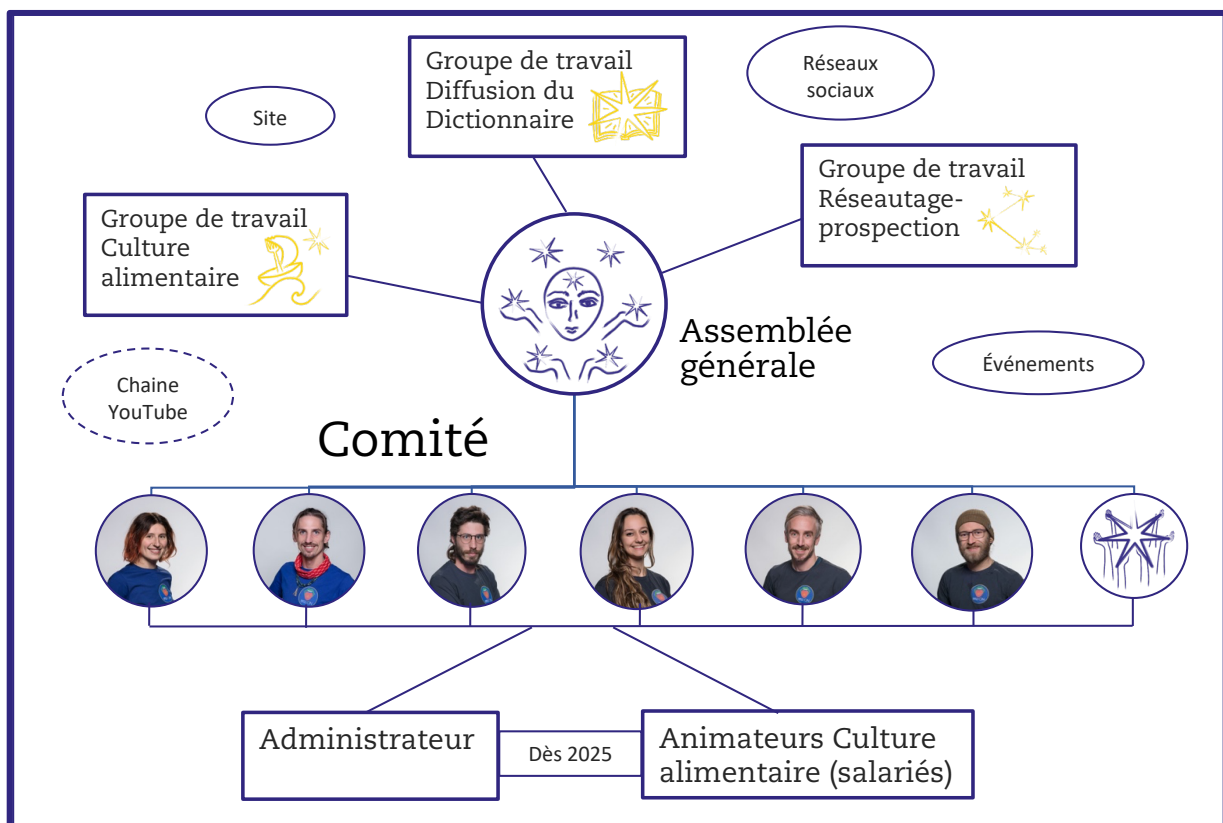 Groupe de travail
Diffusion du
Dictionnaire
Réseaux
sociaux
Site
Groupe de travail
Réseautage-
prospection
Groupe de travail
Culture
alimentaire
Assemblée
générale
Événements
Chaine
YouTube
Comité
Administrateur
Dès 2025
Animateurs Culture
alimentaire (salariés)